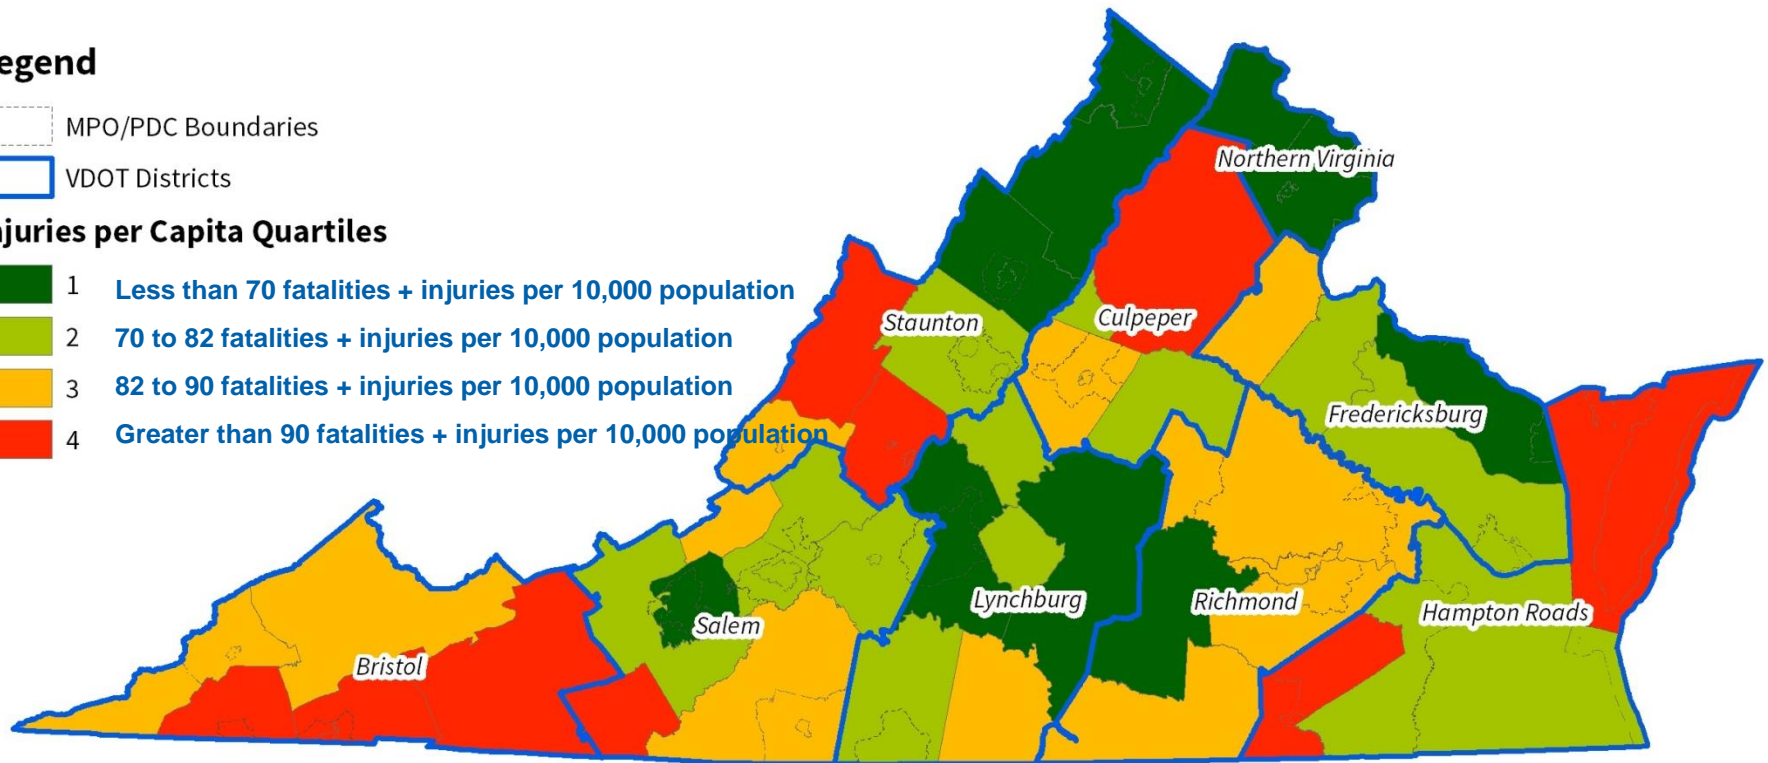 egend
MPO/PDC Boundaries
VDOT Districts
juries per Capita Quartiles
1 Less than 70 fatalities + injuries per 10,000 population
2 70 to 82 fatalities + injuries per 10,000 population
3 82 to 90 fatalities + injuries per 10,000 population
4 Greater than 90 fatalities + injuries per 10,000 population
Northern Virginia
Staunton
Culpeper
Fredericksburg
Lynchburg
Richmond
Hampton Roads
Salem
Bristol